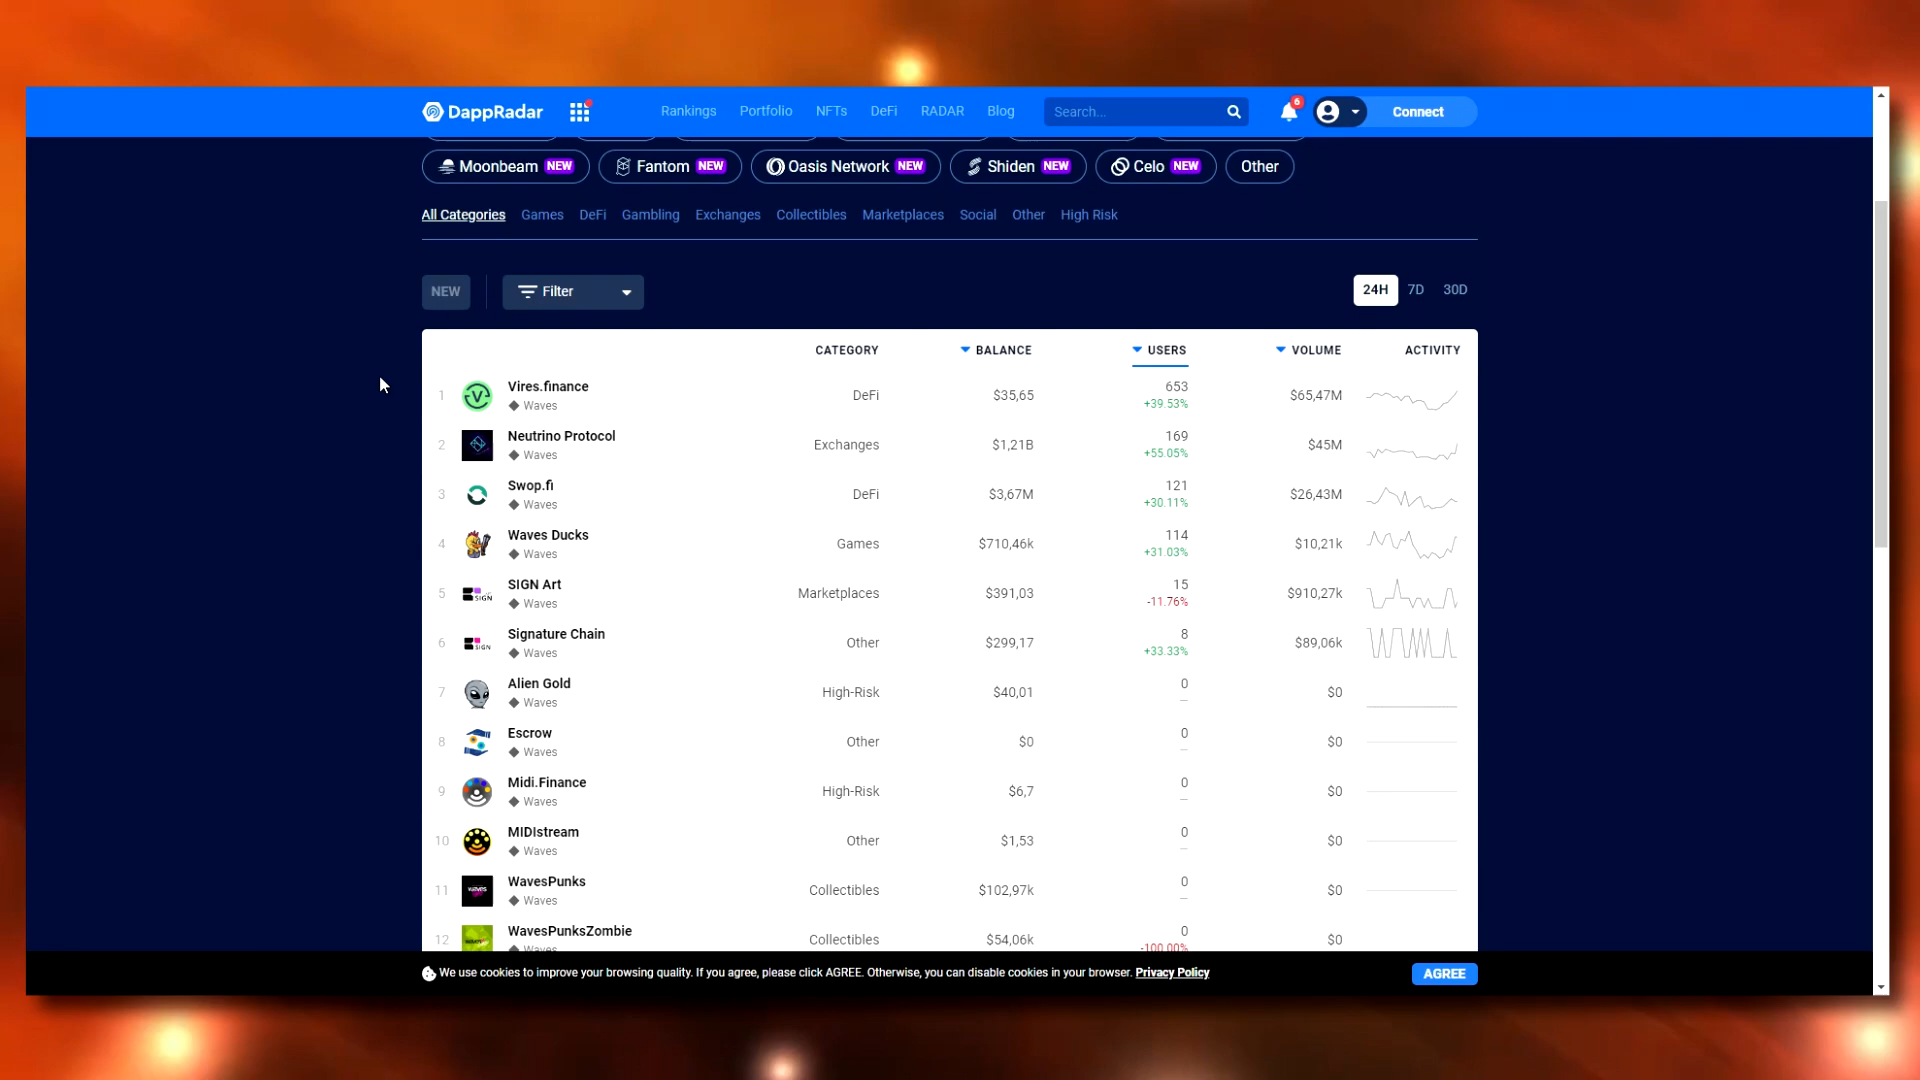 DappRadar Rankings Portfolio NFTs DeFi RADAR Blog Search... 6 Connect
Moonbeam NEW Fantom NEW Oasis Network NEW Shiden NEW Celo NEW Other
All Categories Games DeFi Gambling Exchanges Collectibles Marketplaces Social Other High Risk
NEW Filter 24H 7D 30D
CATEGORY BALANCE USERS VOLUME ACTIVITY
1 Vires.finance DeFi $35,65 653 $65,47M
Waves +39.53%
2 Neutrino Protocol Exchanges $1,21B 169 $45M
Waves +55.05%
3 Swop.fi DeFi $3,67M 121 $26,43M
Waves +30.11%
4 Waves Ducks Games $710,46k 114 $10,21k
Waves +31.03%
5 SIGN SIGN Art Marketplaces $391,03 15 $910,27k
Waves -11.76%
6 SIGN Signature Chain Other $299,17 8 $89,06k
Waves +33.33%
7 Alien Gold High-Risk $40,01 0 $0
Waves –
8 Escrow Other $0 0 $0
Waves –
9 Midi.Finance High-Risk $6,7 0 $0
Waves –
10 MIDIstream Other $1,53 0 $0
Waves –
11 WavesPunks Collectibles $102,97k 0 $0
Waves –
12 WavesPunksZombie Collectibles $54,06k 0 $0
Waves -100.00%
We use cookies to improve your browsing quality. If you agree, please click AGREE. Otherwise, you can disable cookies in your browser. Privacy Policy AGREE